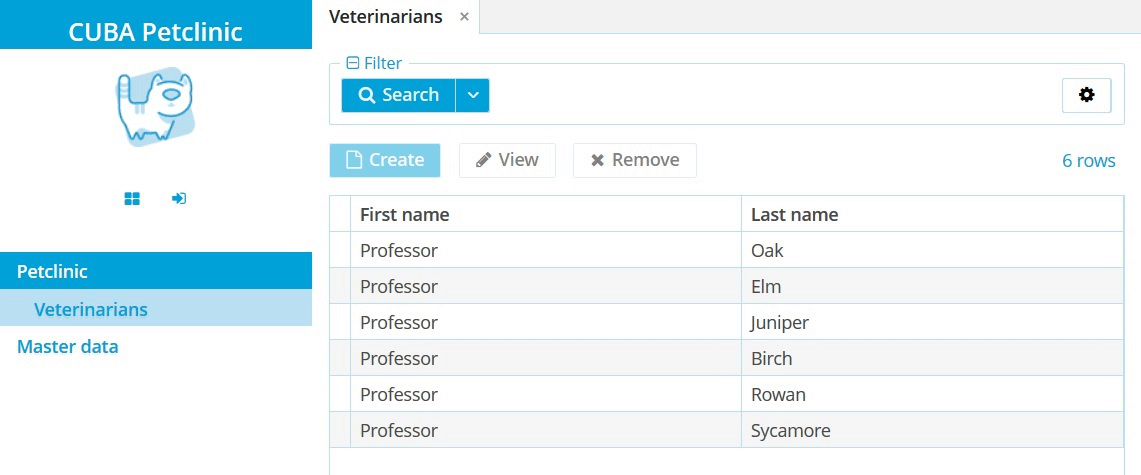 CUBA Petclinic
Petclinic
Veterinarians
Master data
Veterinarians ×
Filter
Search
Create View Remove 6 rows
First name Last name
Professor Oak
Professor Elm
Professor Juniper
Professor Birch
Professor Rowan
Professor Sycamore